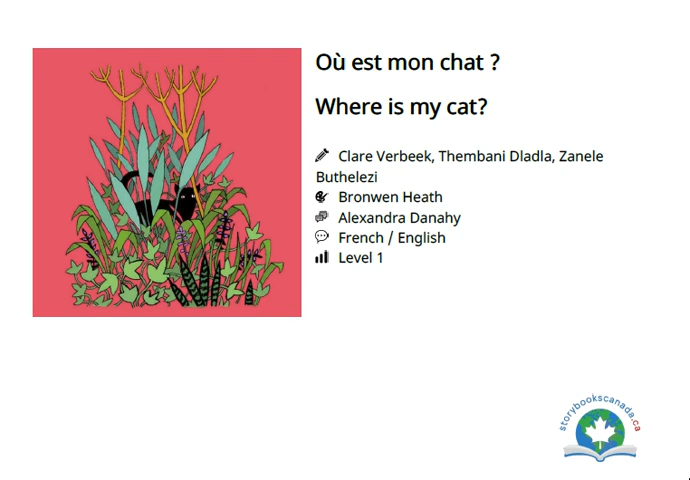 Où est mon chat ?
Where is my cat?
Clare Verbeek, Thembani Dladla, Zanele
Buthelezi
Bronwen Heath
Alexandra Danahy
French / English
Level 1
storybookscanada.ca